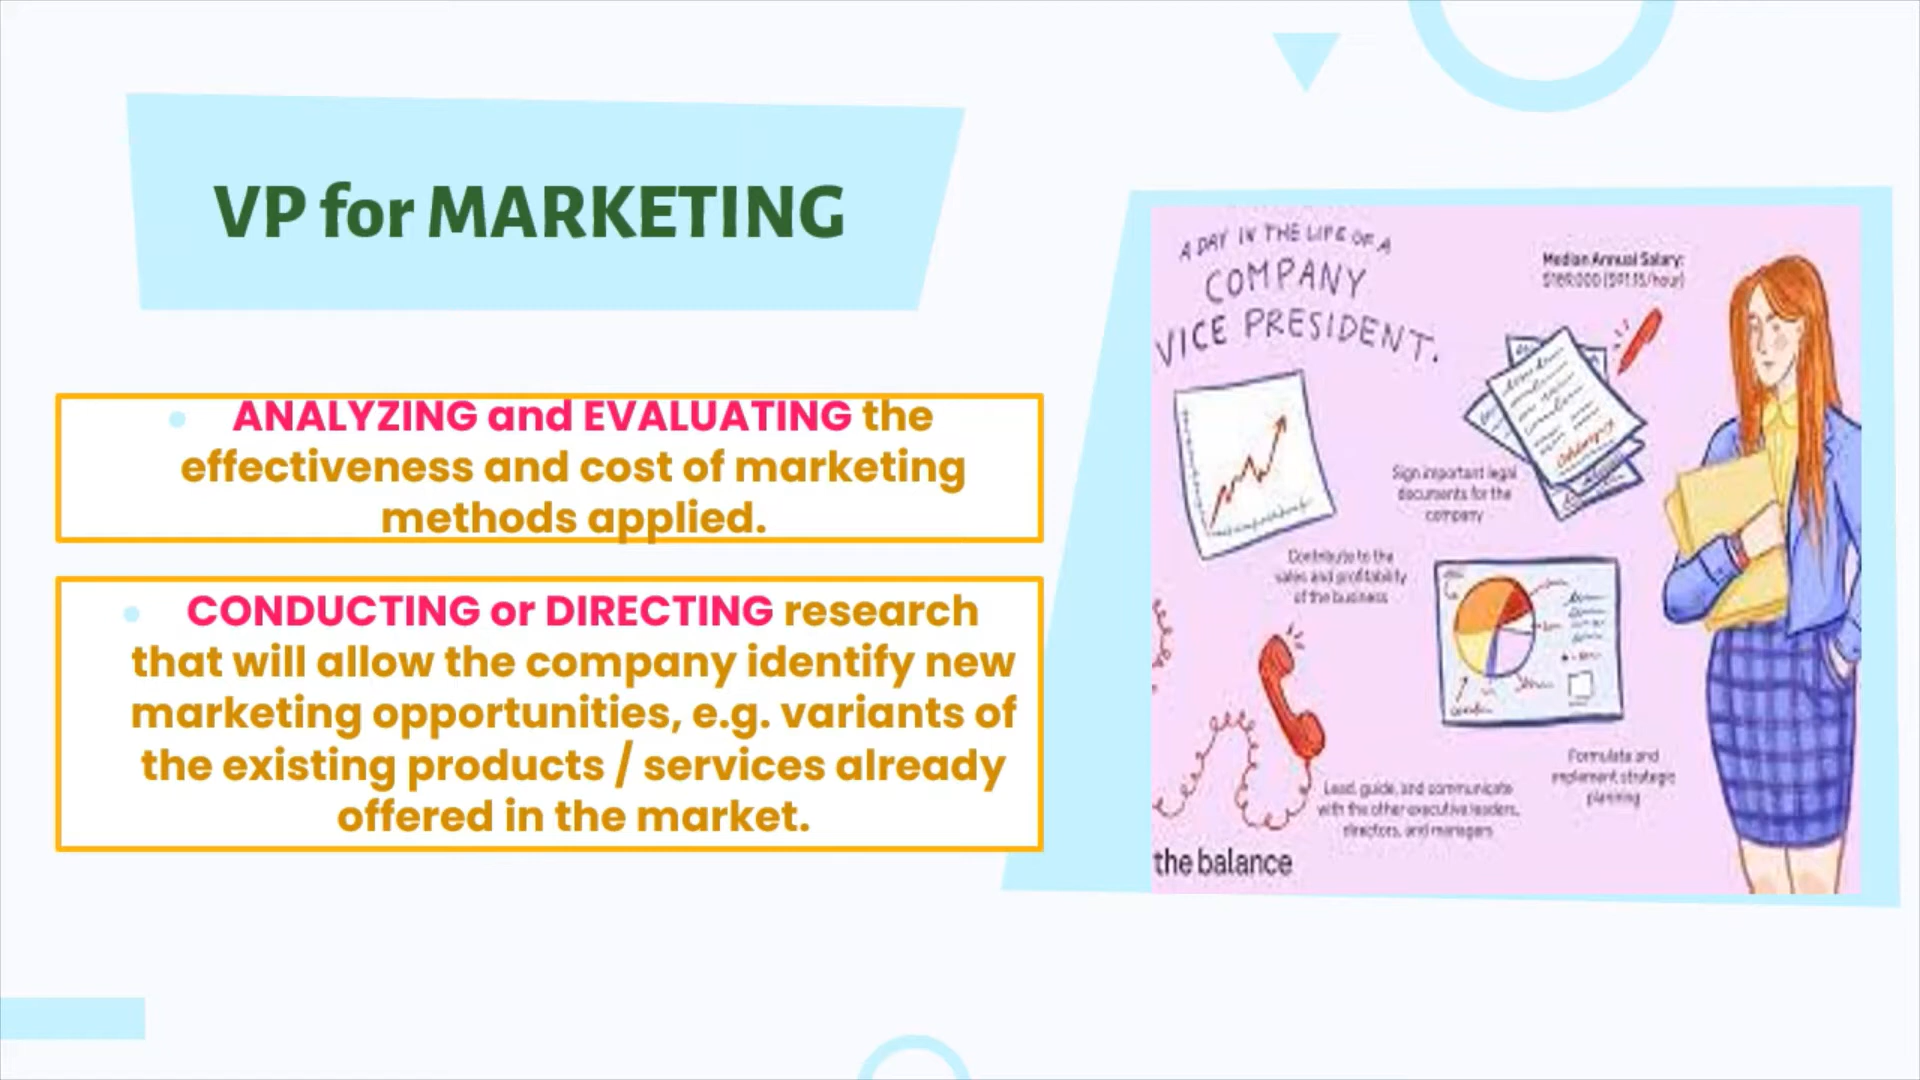 VP for MARKETING
ANALYZING and EVALUATING the
effectiveness and cost of marketing
methods applied.
CONDUCTING or DIRECTING research
that will allow the company identify new
marketing opportunities, e.g. variants of
the existing products / services already
offered in the market.
A DAY IN THE LIFE OF A
COMPANY
VICE PRESIDENT.
Median Annual Salary:
Sign important legal
documents for the
company
Contribute to the
sales and profitability
of the business
Formulate and
implement strategic
planning
Lead, guide, and communicate
with the other executive leaders,
directors, and managers
the balance